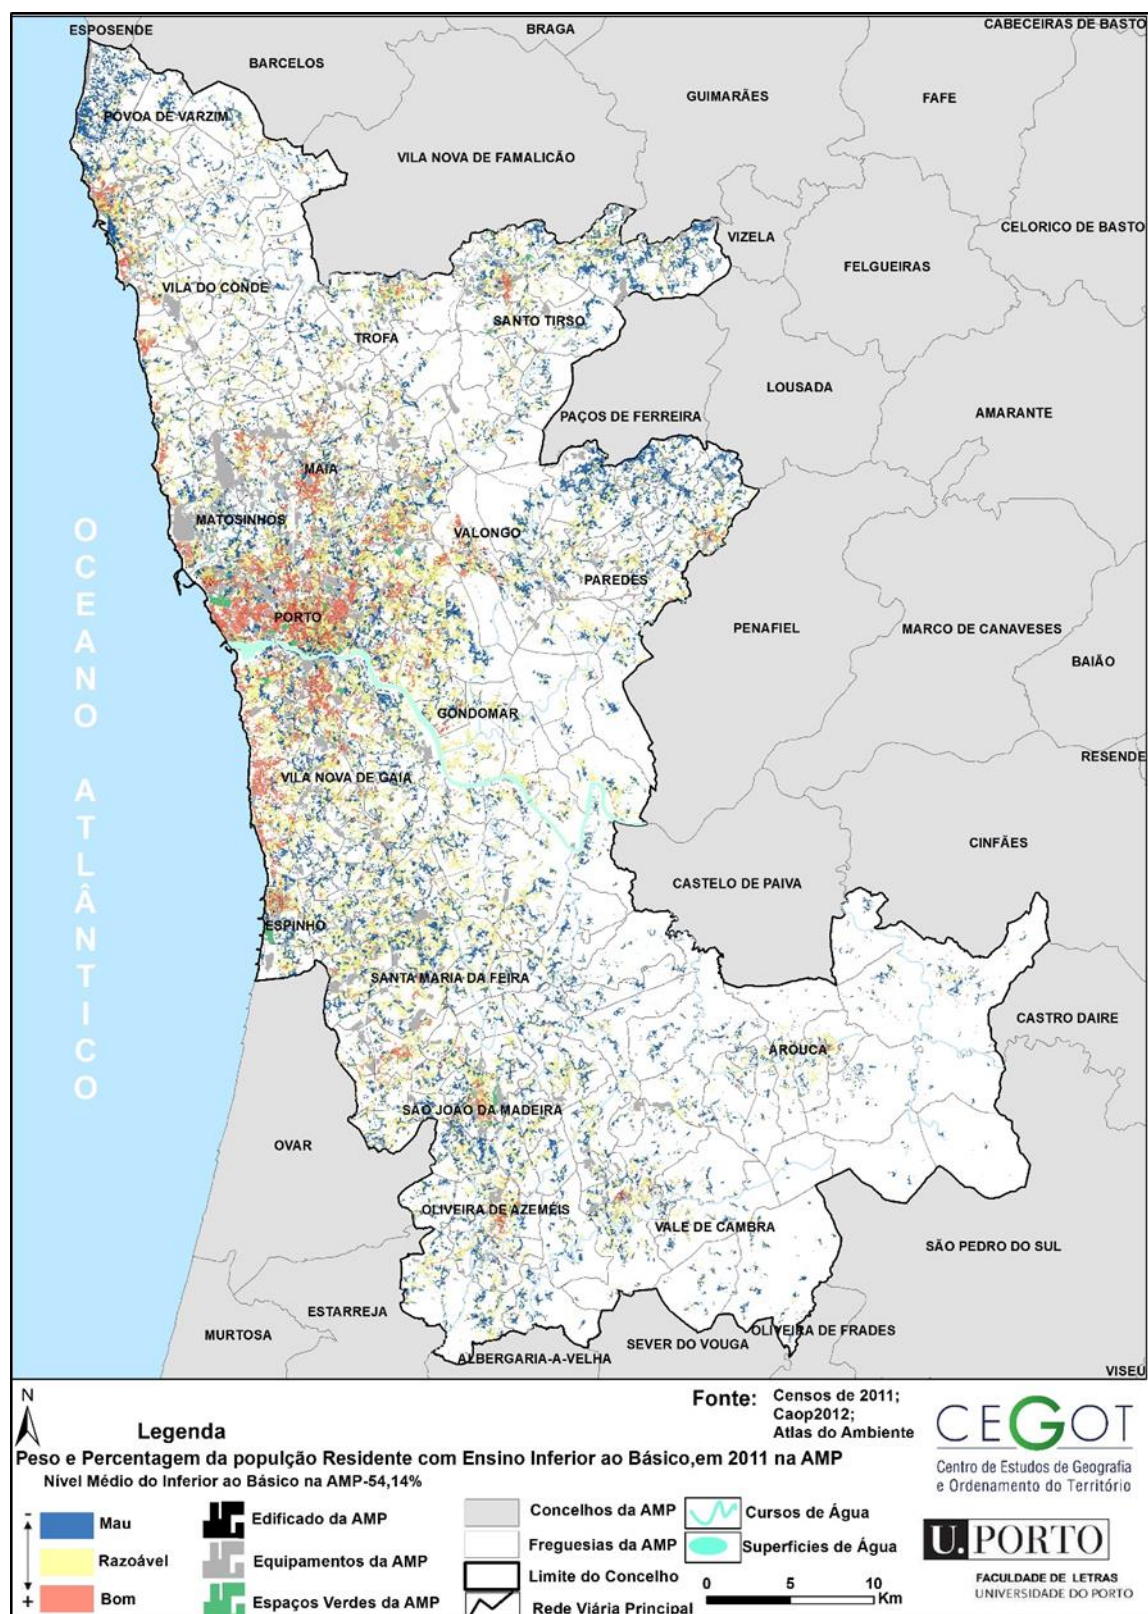 ESPOSENDE
BRAGA
CABECEIRAS DE BASTO
BARCELOS
GUIMARÃES
FAFE
PÓVOA DE VARZIM
VILA NOVA DE FAMALICÃO
VIZELA
CELORICO DE BASTO
FELGUEIRAS
VILA DO CONDE
SANTO TIRSO
TROFA
LOUSADA
PAÇOS DE FERREIRA
AMARANTE
MAIA
MATOSINHOS
VALONGO
PAREDES
PORTO
PENAFIEL
MARCO DE CANAVESES
BAIÃO
GONDOMAR
RESENDE
VILA NOVA DE GAIA
CINFÃES
CASTELO DE PAIVA
ESPINHO
SANTA MARIA DA FEIRA
CASTRO DAIRE
AROUCA
SÃO JOÃO DA MADEIRA
OVAR
OLIVEIRA DE AZEMÉIS
VALE DE CAMBRA
SÃO PEDRO DO SUL
ESTARREJA
MURTOSA
OLIVEIRA DE FRADES
SEVER DO VOUGA
ALBERGARIA-A-VELHA
VISEU
OCEANO ATLÂNTICO
N
Legenda
Fonte: Censos de 2011;
Caop2012;
Atlas do Ambiente
Peso e Percentagem da populção Residente com Ensino Inferior ao Básico,em 2011 na AMP
Nível Médio do Inferior ao Básico na AMP-54,14%
-
Mau
Razoável
+
Bom
Edificado da AMP
Equipamentos da AMP
Espaços Verdes da AMP
Concelhos da AMP
Freguesias da AMP
Limite do Concelho
Rede Viária Principal
Cursos de Água
Superfícies de Água
0 5 10
Km
CEGOT
Centro de Estudos de Geografia
e Ordenamento do Território
U. PORTO
FACULDADE DE LETRAS
UNIVERSIDADE DO PORTO